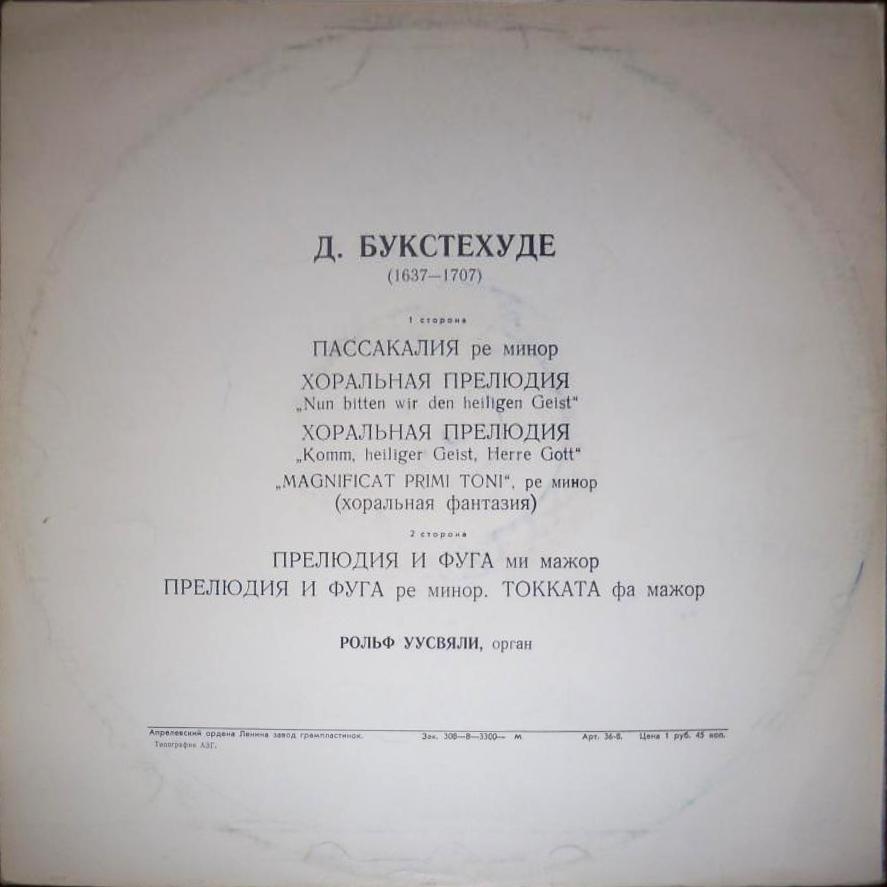 Д. БУКСТЕХУДЕ
(1637—1707)
1 сторона
ПАССАКАЛИЯ ре минор
ХОРАЛЬНАЯ ПРЕЛЮДИЯ
„Nun bitten wir den heiligen Geist“
ХОРАЛЬНАЯ ПРЕЛЮДИЯ
„Komm, heiliger Geist, Herre Gott“
„MAGNIFICAT PRIMI TONI“, ре минор
(хоральная фантазия)
2 сторона
ПРЕЛЮДИЯ И ФУГА ми мажор
ПРЕЛЮДИЯ И ФУГА ре минор. ТОККАТА фа мажор
РОЛЬФ УУСВЯЛИ, орган
Апрелевский ордена Ленина завод грампластинок. Зак. 308—В—3300— м Арт. 36-8. Цена 1 руб. 45 коп.
Типография АЗГ.